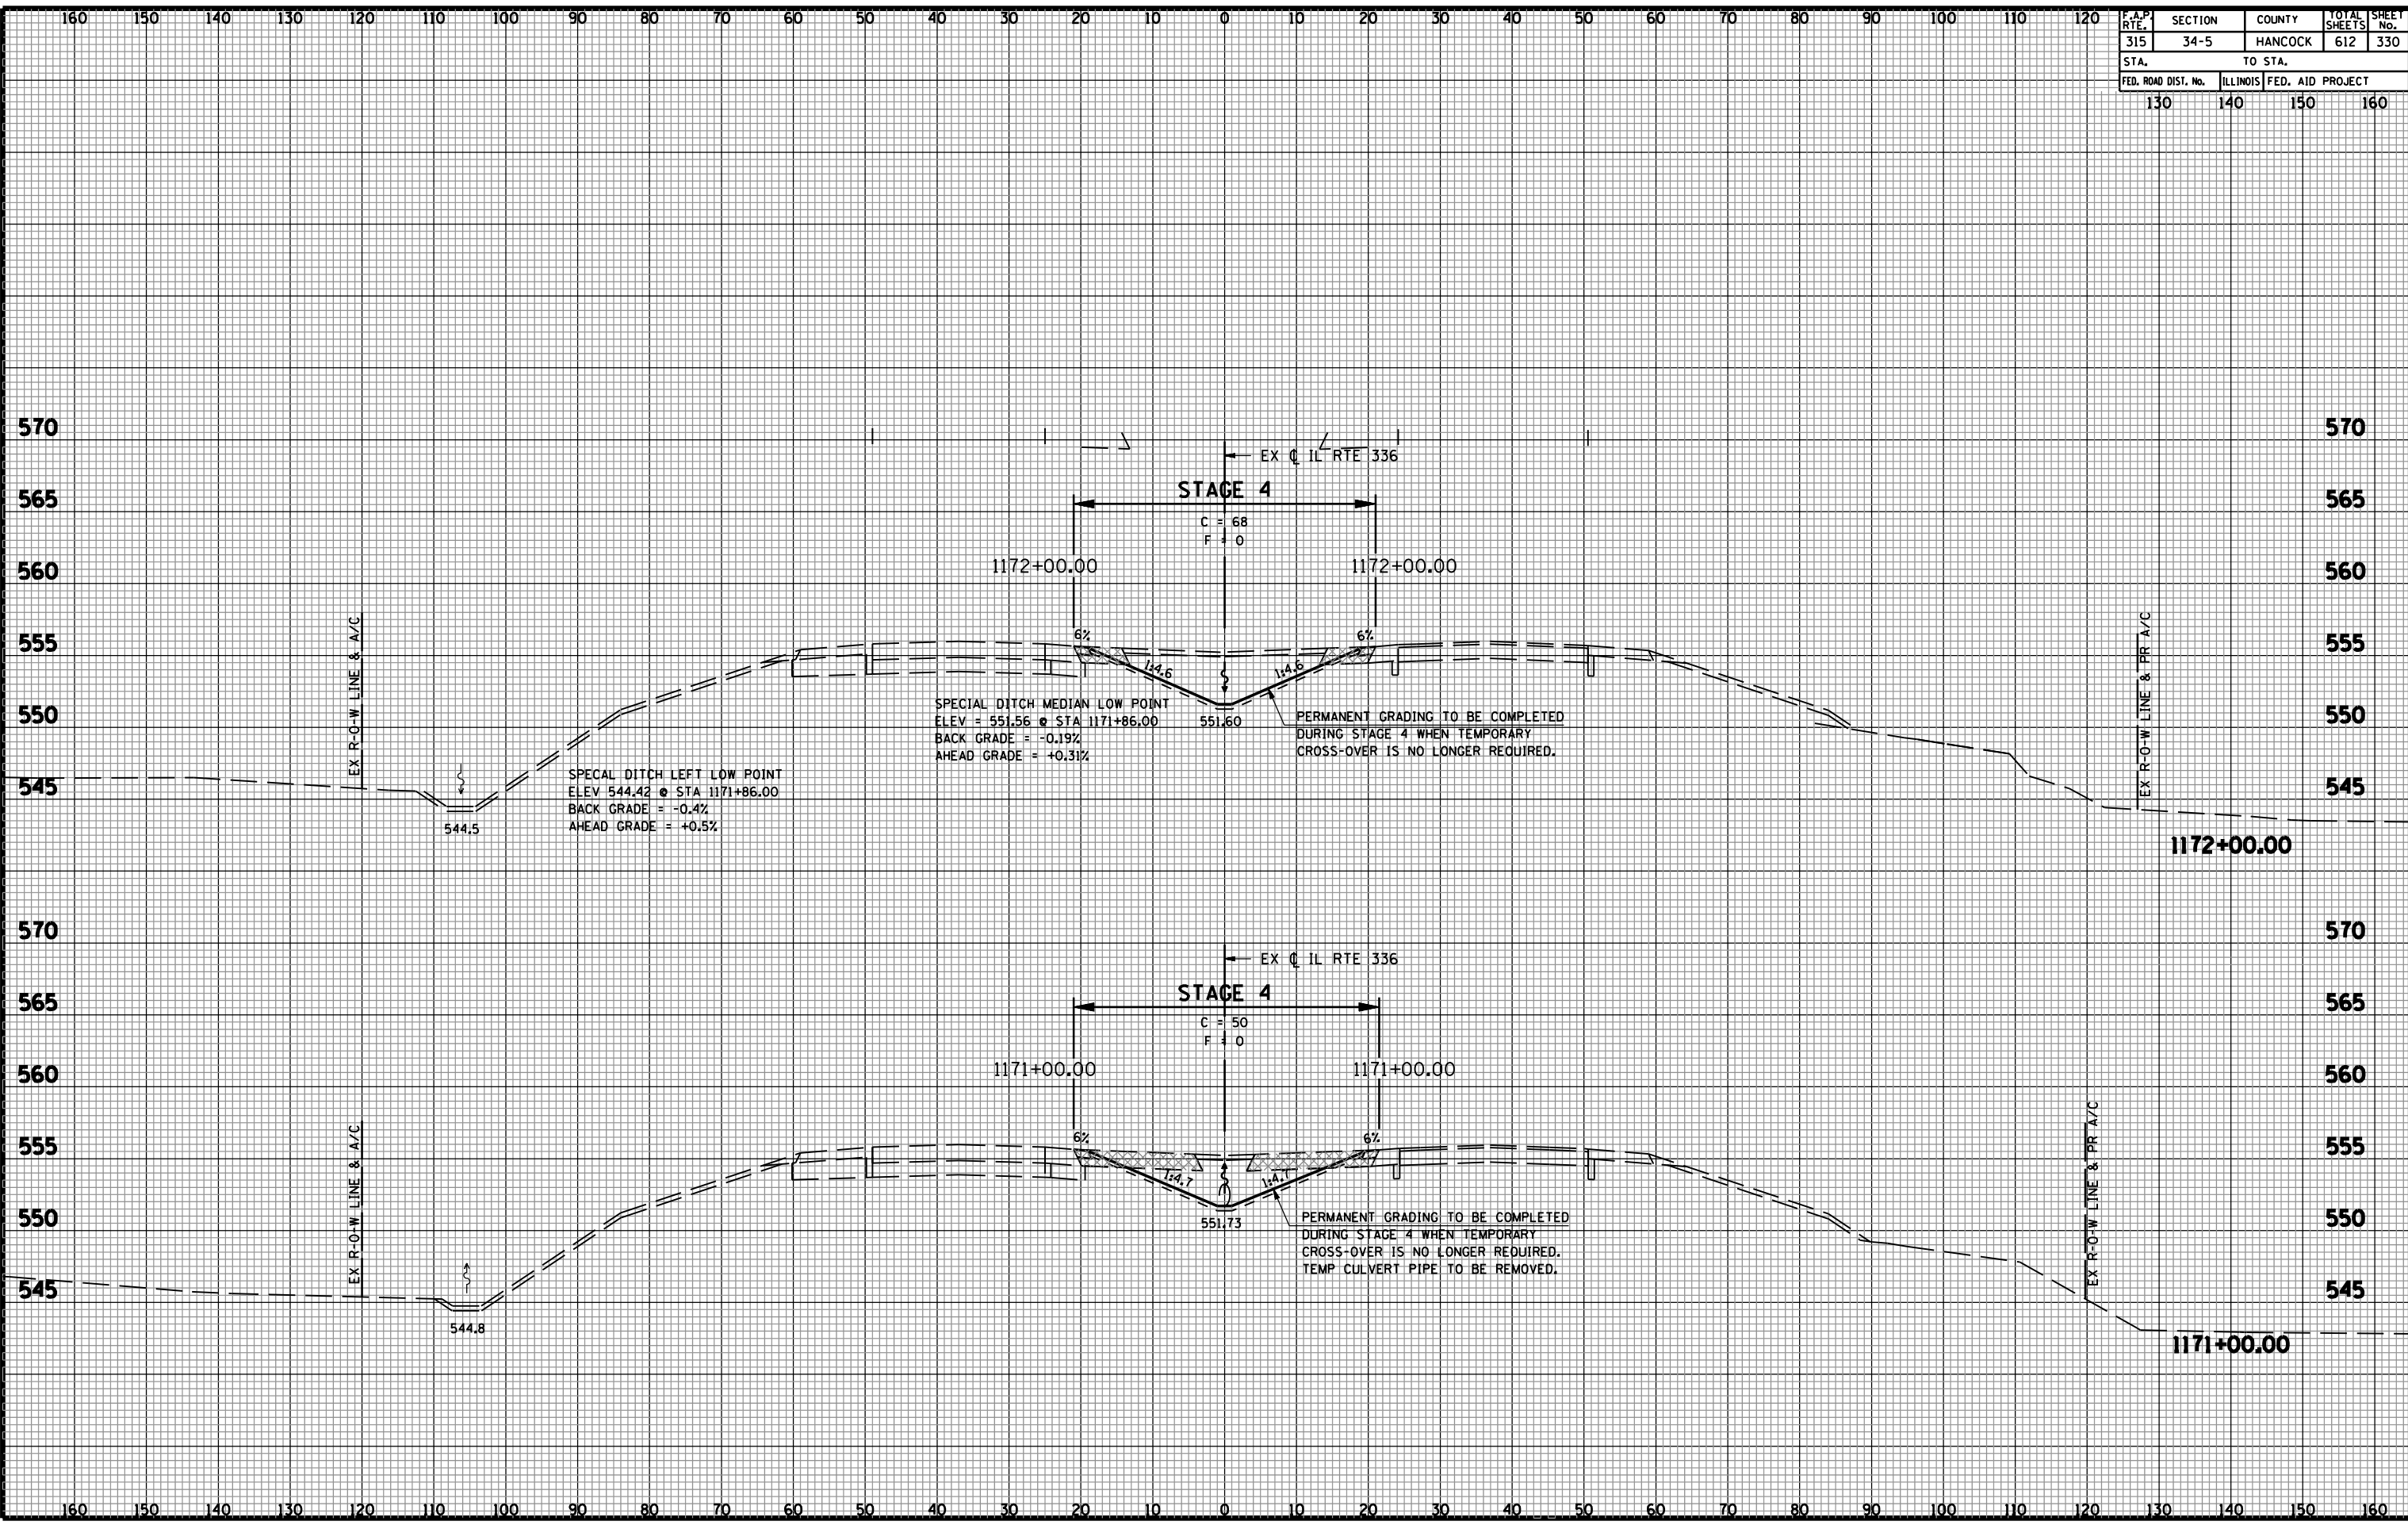 160 150 140 130 120 110 100 90 80 70 60 50 40 30 20 10 0 10 20 30 40 50 60 70 80 90 100 110 120
F.A.P. RTE. SECTION COUNTY TOTAL SHEETS SHEET No.
315 34-5 HANCOCK 612 330
STA. TO STA.
FED. ROAD DIST. No. ILLINOIS FED. AID PROJECT
130 140 150 160
570 570
EX ℄ IL RTE 336
STAGE 4
565 565
C = 68
F = 0
1172+00.00 1172+00.00
560 560
555 555
6% 6%
1:4.6 1:4.6
EX R-O-W LINE & A/C
EX R-O-W LINE & PR A/C
550 550
SPECIAL DITCH MEDIAN LOW POINT
ELEV = 551.56 @ STA 1171+86.00
BACK GRADE = -0.19%
AHEAD GRADE = +0.31%
551.60
PERMANENT GRADING TO BE COMPLETED
DURING STAGE 4 WHEN TEMPORARY
CROSS-OVER IS NO LONGER REQUIRED.
545 545
SPECAL DITCH LEFT LOW POINT
ELEV 544.42 @ STA 1171+86.00
BACK GRADE = -0.4%
AHEAD GRADE = +0.5%
544.5
1172+00.00
570 570
EX ℄ IL RTE 336
STAGE 4
565 565
C = 50
F = 0
1171+00.00 1171+00.00
560 560
555 555
6% 6%
1:4.7 1:4.7
EX R-O-W LINE & A/C
EX R-O-W LINE & PR A/C
550 550
551.73
PERMANENT GRADING TO BE COMPLETED
DURING STAGE 4 WHEN TEMPORARY
CROSS-OVER IS NO LONGER REQUIRED.
TEMP CULVERT PIPE TO BE REMOVED.
545 545
544.8
1171+00.00
160 150 140 130 120 110 100 90 80 70 60 50 40 30 20 10 0 10 20 30 40 50 60 70 80 90 100 110 120 130 140 150 160